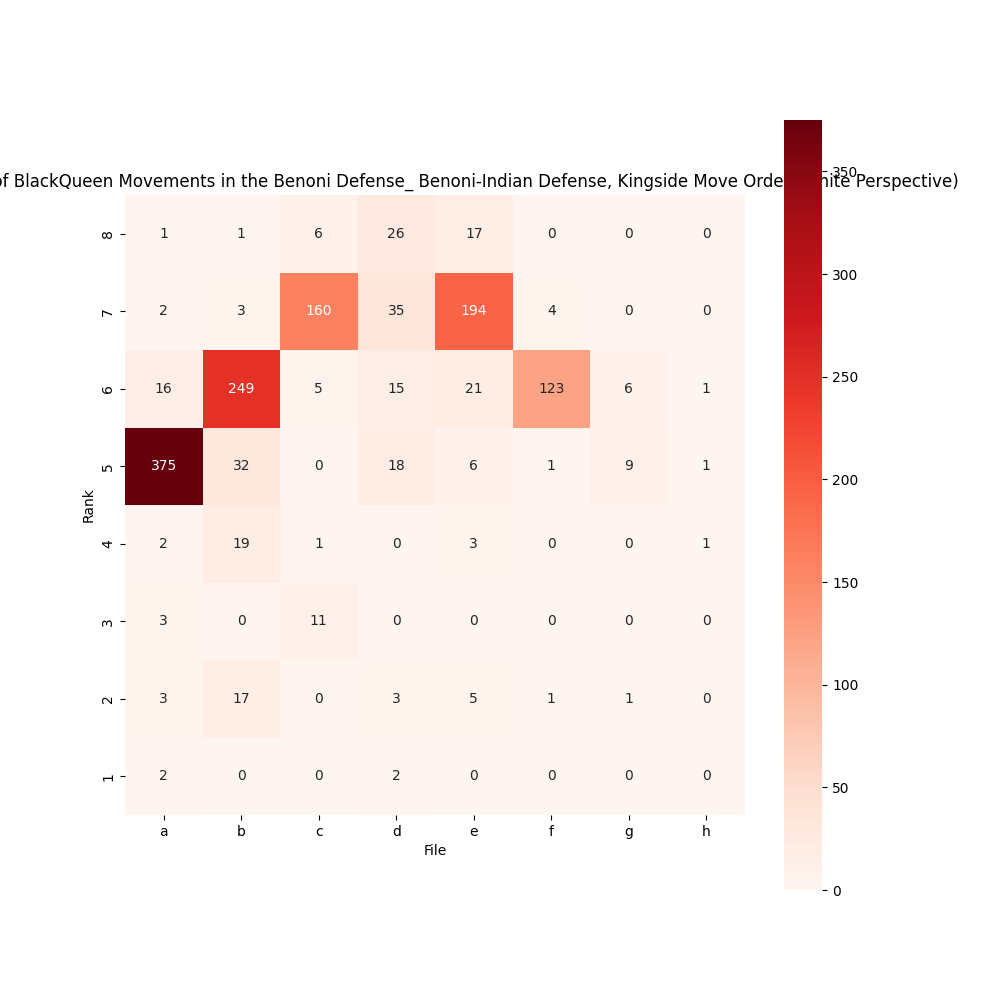 of BlackQueen Movements in the Benoni Defense_ Benoni-Indian Defense, Kingside Move Perspective)
350
8 1 1 6 26 17 0 0 0
300
7 2 3 160 35 194 4 0 0
250
6 16 249 5 15 21 123 6 1
200
5 375 32 0 18 6 1 9 1
Rank
4 2 19 1 0 3 0 0 1
150
3 3 0 11 0 0 0 0 0
100
2 3 17 0 3 5 1 1 0
50
1 2 0 0 2 0 0 0 0
a b c d e f g h
File
0